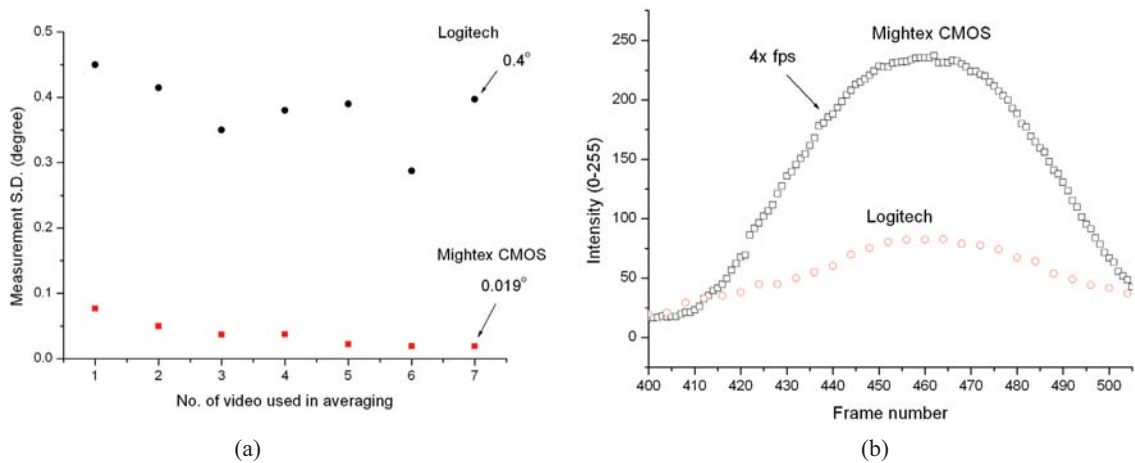 0.5
0.4
0.3
0.2
0.1
0.0
Measurement S.D. (degree)
Logitech
0.4°
Mightex CMOS
0.019°
1 2 3 4 5 6 7
No. of video used in averaging
(a)
250
200
150
100
50
0
Intensity (0-255)
Mightex CMOS
4x fps
Logitech
400 410 420 430 440 450 460 470 480 490 500
Frame number
(b)